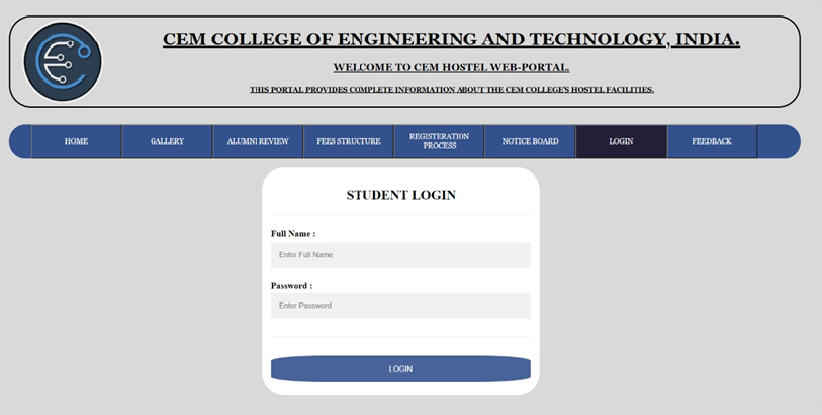 CEM COLLEGE OF ENGINEERING AND TECHNOLOGY, INDIA.
WELCOME TO CEM HOSTEL WEB-PORTAL.
THIS PORTAL PROVIDES COMPLETE INFORMATION ABOUT THE CEM COLLEGE'S HOSTEL FACILITIES.
HOME
GALLERY
ALUMNI REVIEW
FEES STRUCTURE
REGISTERATION
PROCESS
NOTICE BOARD
LOGIN
FEEDBACK
STUDENT LOGIN
Full Name :
Enter Full Name
Password :
Enter Password
LOGIN